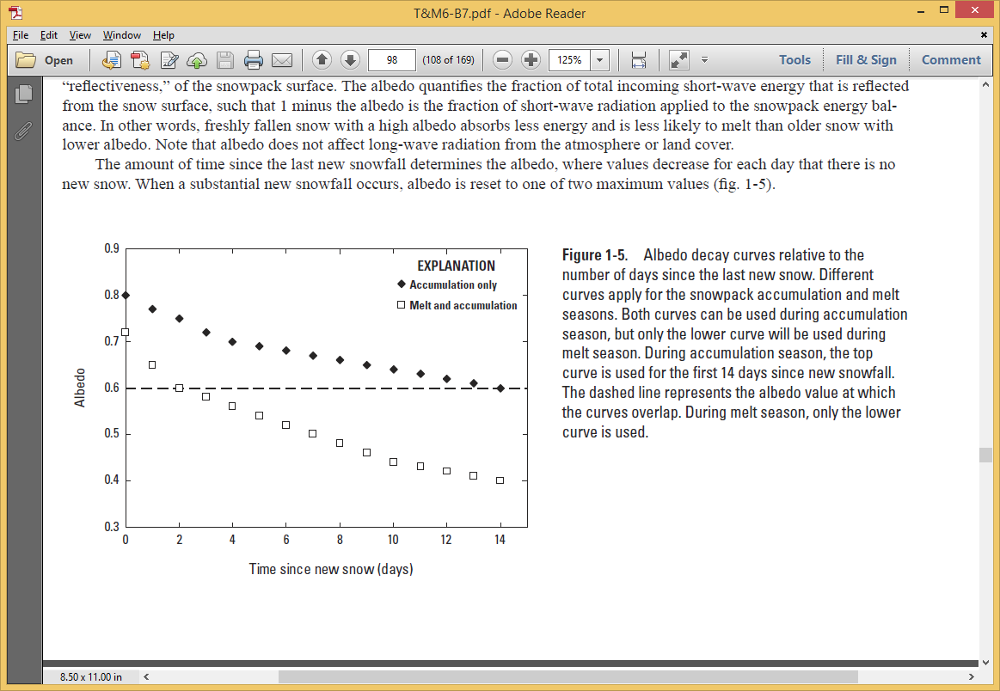 T&M6-B7.pdf - Adobe Reader
File Edit View Window Help
Open 98 (108 of 169) 125% Tools Fill & Sign Comment
“reflectiveness,” of the snowpack surface. The albedo quantifies the fraction of total incoming short-wave energy that is reflected
from the snow surface, such that 1 minus the albedo is the fraction of short-wave radiation applied to the snowpack energy bal-
ance. In other words, freshly fallen snow with a high albedo absorbs less energy and is less likely to melt than older snow with
lower albedo. Note that albedo does not affect long-wave radiation from the atmosphere or land cover.
The amount of time since the last new snowfall determines the albedo, where values decrease for each day that there is no
new snow. When a substantial new snowfall occurs, albedo is reset to one of two maximum values (fig. 1-5).
0.9
0.8
0.7
0.6
0.5
0.4
0.3
Albedo
EXPLANATION
Accumulation only
Melt and accumulation
0 2 4 6 8 10 12 14
Time since new snow (days)
Figure 1-5. Albedo decay curves relative to the
number of days since the last new snow. Different
curves apply for the snowpack accumulation and melt
seasons. Both curves can be used during accumulation
season, but only the lower curve will be used during
melt season. During accumulation season, the top
curve is used for the first 14 days since new snowfall.
The dashed line represents the albedo value at which
the curves overlap. During melt season, only the lower
curve is used.
8.50 x 11.00 in